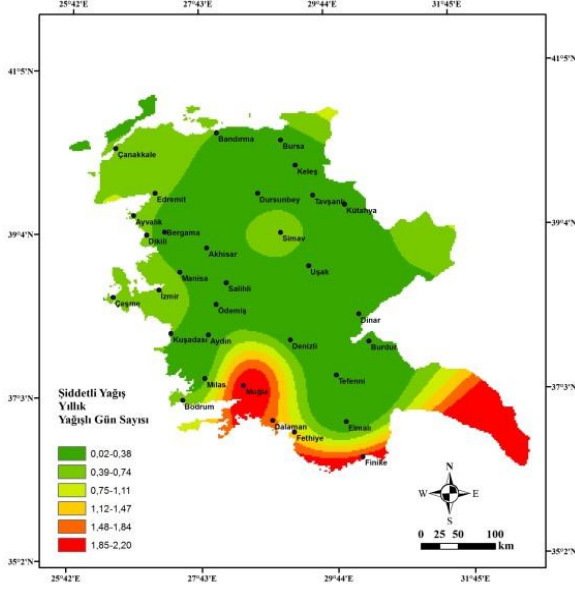 25°42'E 27°43'E 29°44'E 31°45'E
41°5'N 41°5'N
Bandırma
Bursa
Çanakkale
Keleş
Edremit
Dursunbey
Tavşanlı
Kütahya
Ayvalık
39°4'N 39°4'N
Bergama
Dikili
Simav
Akhisar
Manisa
Uşak
Salihli
İzmir
Çeşme
Ödemiş
Dinar
Kuşadası
Aydın
Denizli
Burdur
Milas
Muğla
Tefenni
37°3'N 37°3'N
Bodrum
Dalaman
Elmalı
Fethiye
Finike
Şiddetli Yağış
Yıllık
Yağışlı Gün Sayısı
0,02-0,38
0,39-0,74
0,75-1,11
1,12-1,47
1,48-1,84
1,85-2,20
N
W E
S
0 25 50 100
km
35°2'N 35°2'N
25°42'E 27°43'E 29°44'E 31°45'E